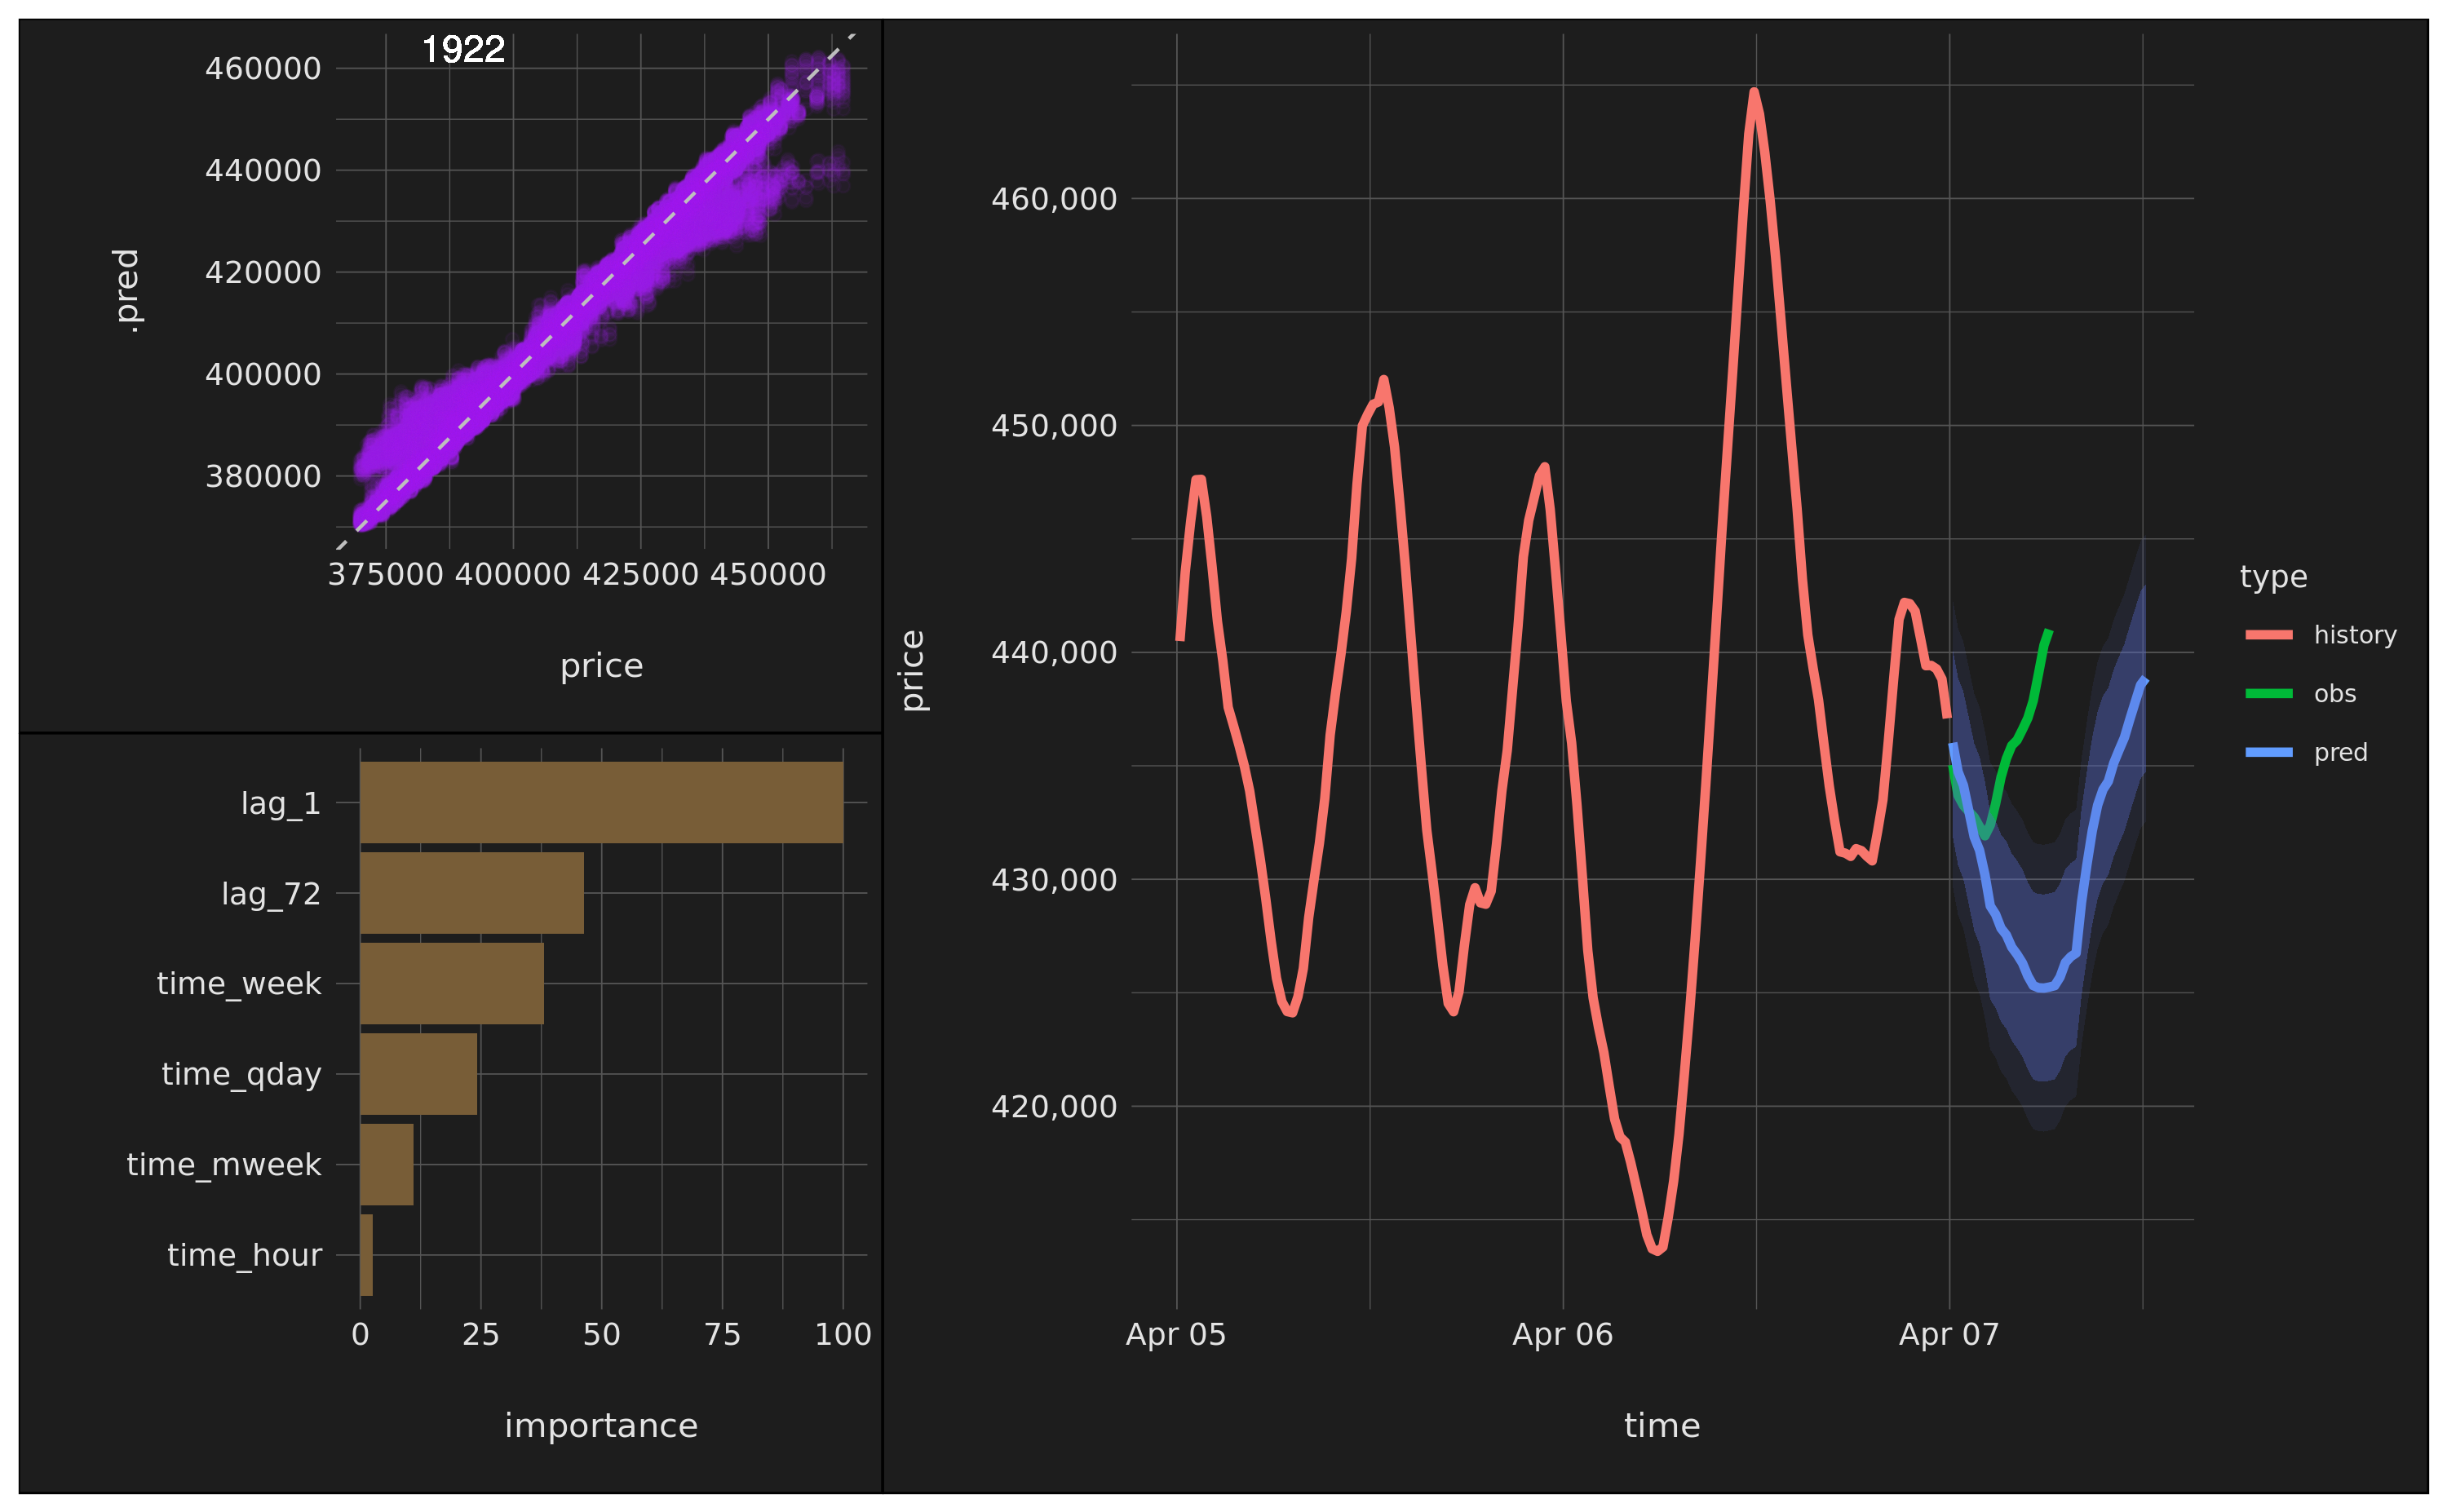 1922
460000
440000
420000
400000
380000
.pred
375000 400000 425000 450000
price
lag_1
lag_72
time_week
time_qday
time_mweek
time_hour
0 25 50 75 100
importance
460,000
450,000
440,000
430,000
420,000
price
Apr 05 Apr 06 Apr 07
time
type
history
obs
pred